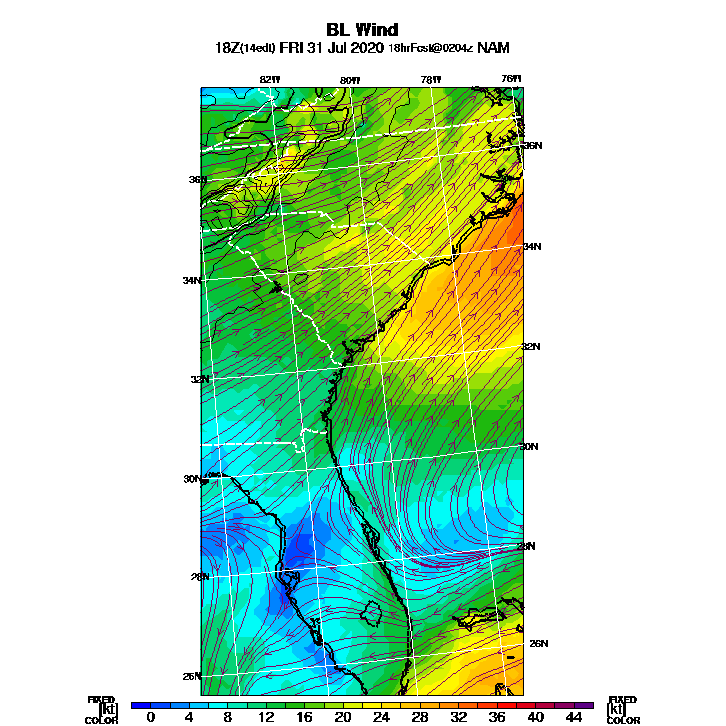 BL Wind
18Z(14edt) FRI 31 Jul 2020 18hrFcst@0204z NAM
82W 80W 78W 76W
36N
36N
34N
34N
32N
32N
30N
30N
28N
28N
26N
26N
FIXED [kt] COLOR
0 4 8 12 16 20 24 28 32 36 40 44
FIXED [kt] COLOR